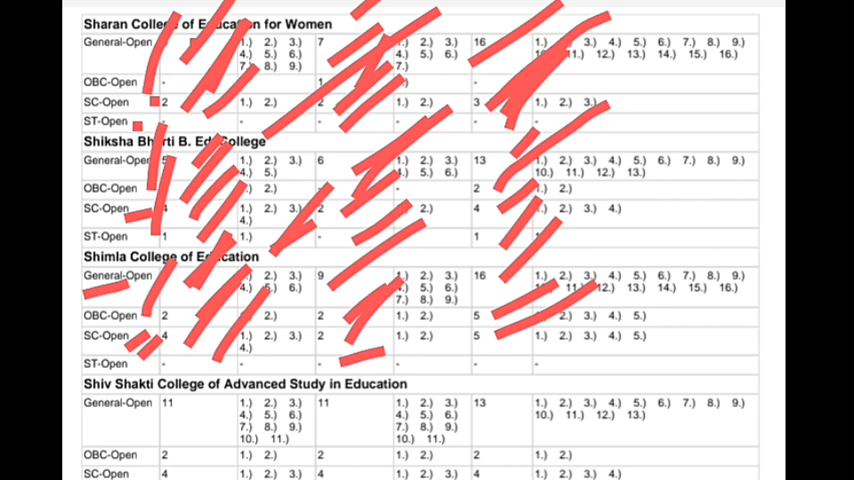 Sharan College of Education for Women
General-Open 1.) 2.) 3.) 7 1.) 2.) 3.) 16 1.) 3.) 4.) 5.) 6.) 7.) 8.) 9.)
4.) 5.) 6.) 4.) 5.) 6.) 11.) 12.) 13.) 14.) 15.) 16.)
7.) 8.) 9.) 7.)
OBC-Open - 1 -
SC-Open 2 1.) 2.) 2 1.) 2.) 3 1.) 2.) 3.)
ST-Open - - - -
Shiksha Bharti B. Ed College
General-Open 5 1.) 2.) 3.) 6 1.) 2.) 3.) 13 1.) 2.) 3.) 4.) 5.) 6.) 7.) 8.) 9.)
4.) 5.) 4.) 5.) 6.) 10.) 11.) 12.) 13.)
OBC-Open 2.) - - 2 1.) 2.)
SC-Open 4 2.) 3.) 2 2.) 4 1.) 2.) 3.) 4.)
4.)
ST-Open 1 1.) - 1
Shimla College of Education
General-Open 2.) 3.) 9 1.) 2.) 3.) 16 1.) 2.) 3.) 4.) 5.) 6.) 7.) 8.) 9.)
4.) 5.) 6.) 4.) 5.) 6.) 10.) 11.) 12.) 13.) 14.) 15.) 16.)
7.) 8.) 9.)
OBC-Open 2 2.) 2 1.) 2.) 5 2.) 3.) 4.) 5.)
SC-Open 4 1.) 2.) 3.) 2 1.) 2.) 5 1.) 2.) 3.) 4.) 5.)
4.)
ST-Open - - - - -
Shiv Shakti College of Advanced Study in Education
General-Open 11 1.) 2.) 3.) 11 1.) 2.) 3.) 13 1.) 2.) 3.) 4.) 5.) 6.) 7.) 8.) 9.)
4.) 5.) 6.) 4.) 5.) 6.) 10.) 11.) 12.) 13.)
7.) 8.) 9.) 7.) 8.) 9.)
10.) 11.) 10.) 11.)
OBC-Open 2 1.) 2.) 2 1.) 2.) 2 1.) 2.)
SC-Open 4 1.) 2.) 3.) 4 1.) 2.) 3.) 4 1.) 2.) 3.) 4.)